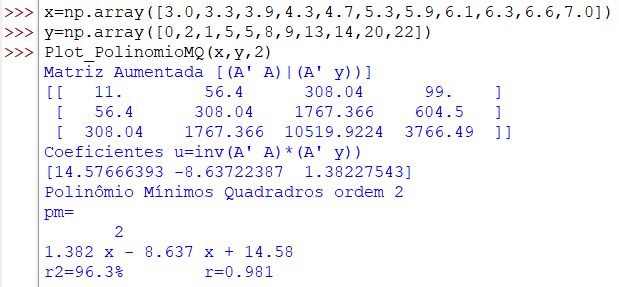 >>> x=np.array([3.0,3.3,3.9,4.3,4.7,5.3,5.9,6.1,6.3,6.6,7.0])
>>> y=np.array([0,2,1,5,5,8,9,13,14,20,22])
>>> Plot_PolinomioMQ(x,y,2)
Matriz Aumentada [(A' A)|(A' y))]
[[ 11. 56.4 308.04 99. ]
[ 56.4 308.04 1767.366 604.5 ]
[ 308.04 1767.366 10519.9224 3766.49 ]]
Coeficientes u=inv(A' A)*(A' y))
[14.57666393 -8.63722387 1.38227543]
Polinômio Mínimos Quadrados ordem 2
pm=
2
1.382 x - 8.637 x + 14.58
r2=96.3% r=0.981